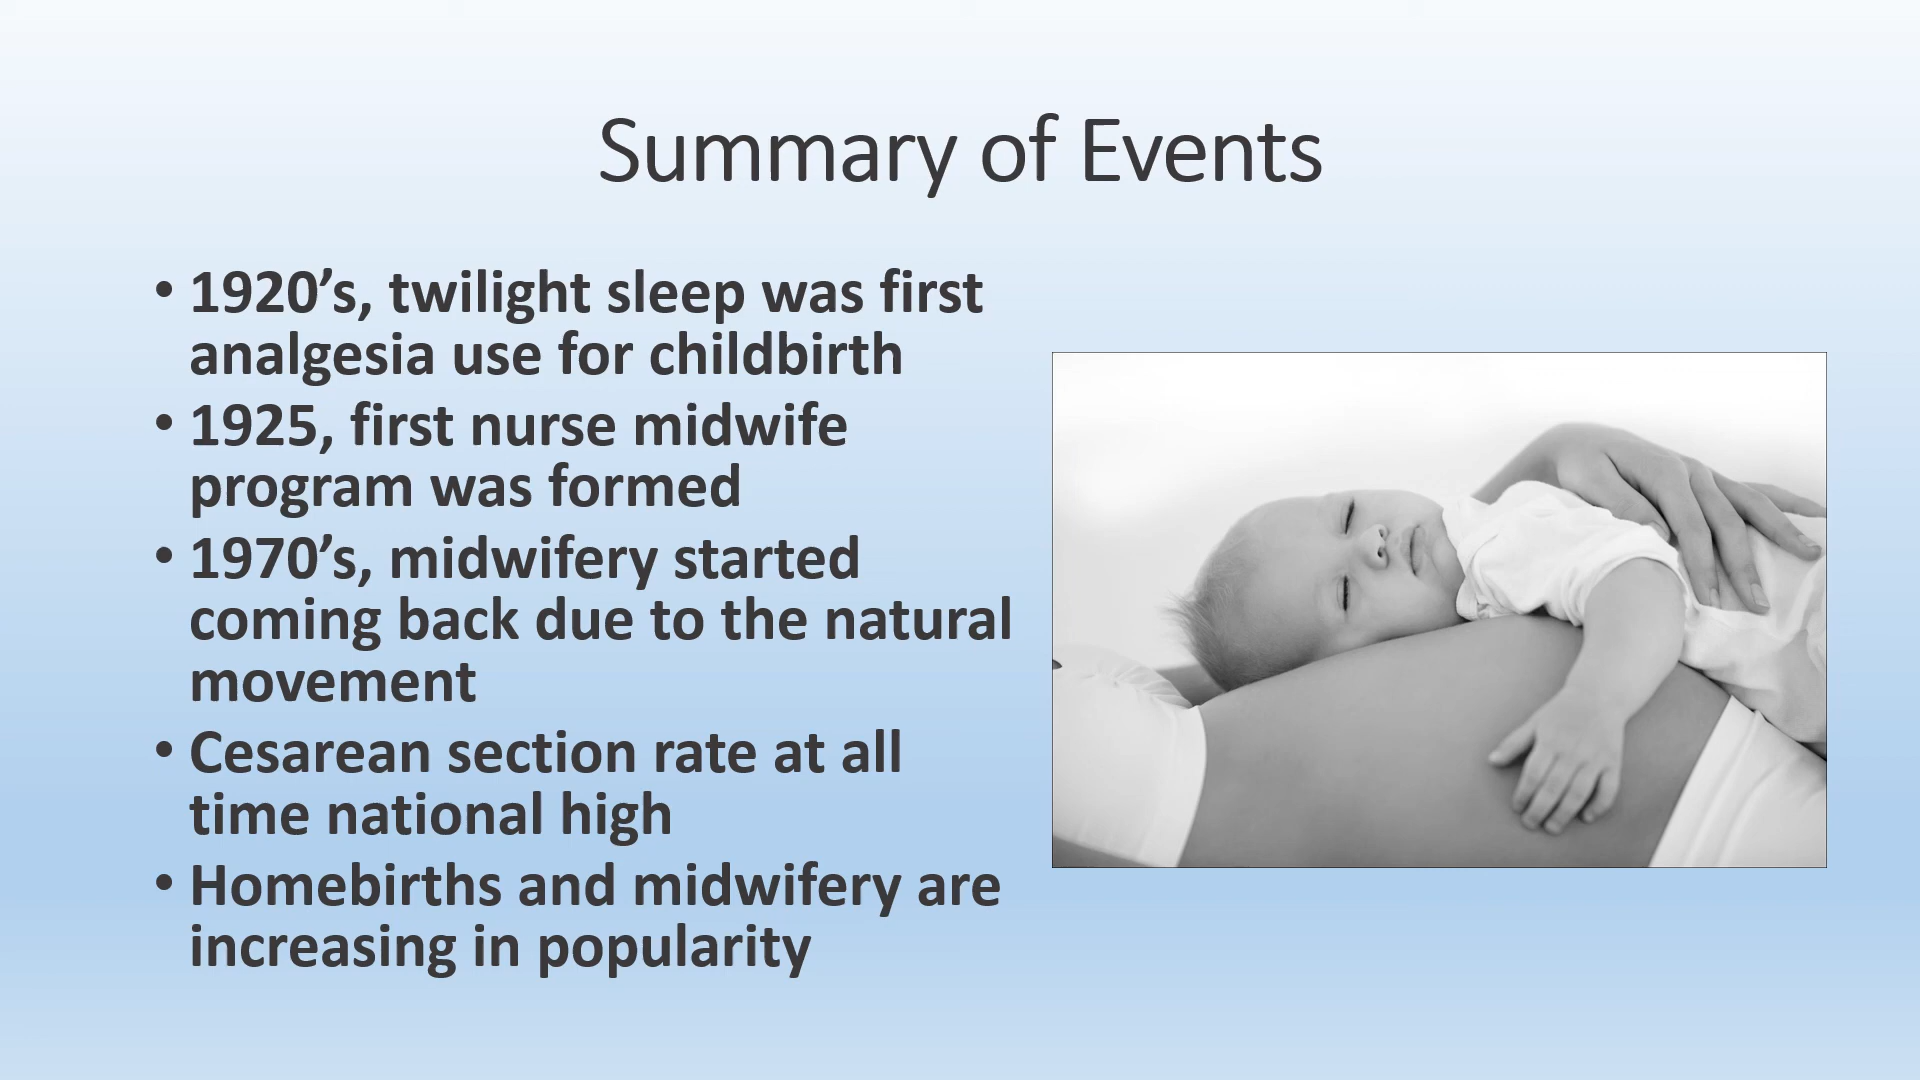 Summary of Events
• 1920’s, twilight sleep was first
analgesia use for childbirth
• 1925, first nurse midwife
program was formed
• 1970’s, midwifery started
coming back due to the natural
movement
• Cesarean section rate at all
time national high
• Homebirths and midwifery are
increasing in popularity